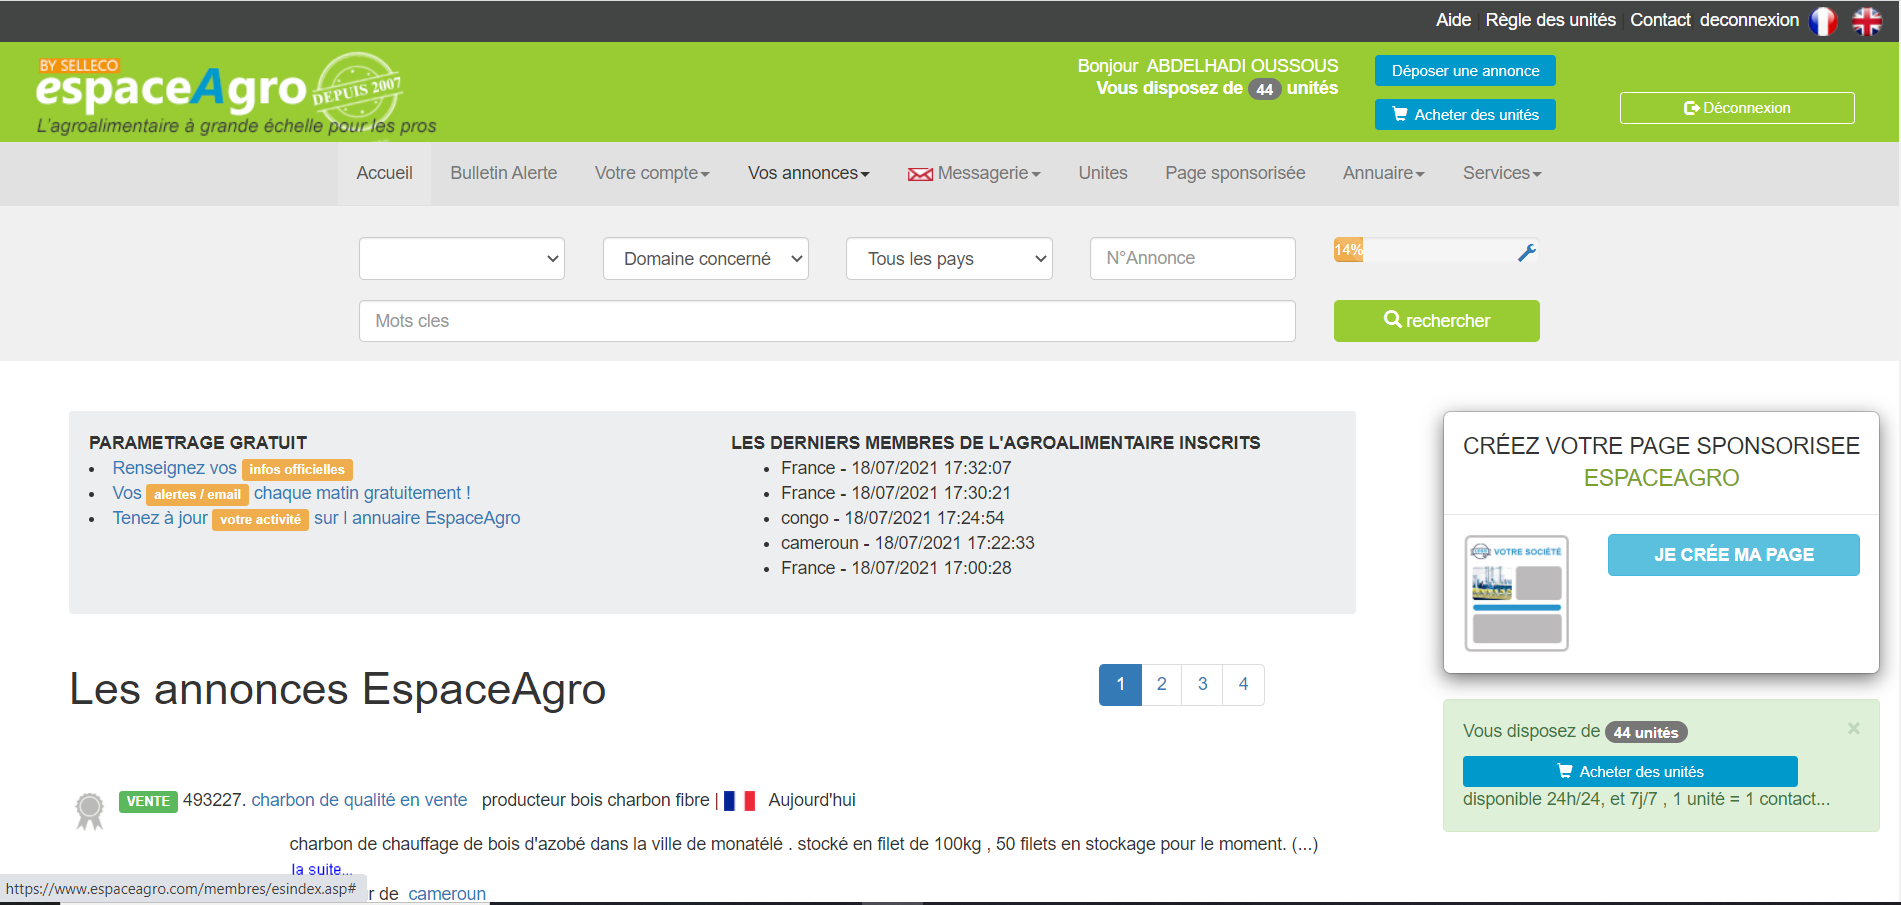 Aide Règle des unités Contact deconnexion
BY SELLECO
espaceAgro
DEPUIS 2007
L'agroalimentaire à grande échelle pour les pros
Bonjour ABDELHADI OUSSOUS
Vous disposez de 44 unités
Déposer une annonce
Acheter des unités
Déconnexion
Accueil Bulletin Alerte Votre compte Vos annonces Messagerie Unites Page sponsorisée Annuaire Services
Domaine concerné Tous les pays N°Annonce 14%
Mots cles rechercher
PARAMETRAGE GRATUIT
Renseignez vos infos officielles
Vos alertes / email chaque matin gratuitement !
Tenez à jour votre activité sur l annuaire EspaceAgro
LES DERNIERS MEMBRES DE L'AGROALIMENTAIRE INSCRITS
France - 18/07/2021 17:32:07
France - 18/07/2021 17:30:21
congo - 18/07/2021 17:24:54
cameroun - 18/07/2021 17:22:33
France - 18/07/2021 17:00:28
CRÉEZ VOTRE PAGE SPONSORISEE
ESPACEAGRO
VOTRE SOCIÉTÉ
JE CRÉE MA PAGE
Les annonces EspaceAgro
1 2 3 4
Vous disposez de 44 unités ×
Acheter des unités
disponible 24h/24, et 7j/7 , 1 unité = 1 contact...
VENTE 493227. charbon de qualité en vente producteur bois charbon fibre | Aujourd'hui
charbon de chauffage de bois d'azobé dans la ville de monatélé . stocké en filet de 100kg , 50 filets en stockage pour le moment. (...)
la suite...
r de cameroun
https://www.espaceagro.com/membres/esindex.asp#